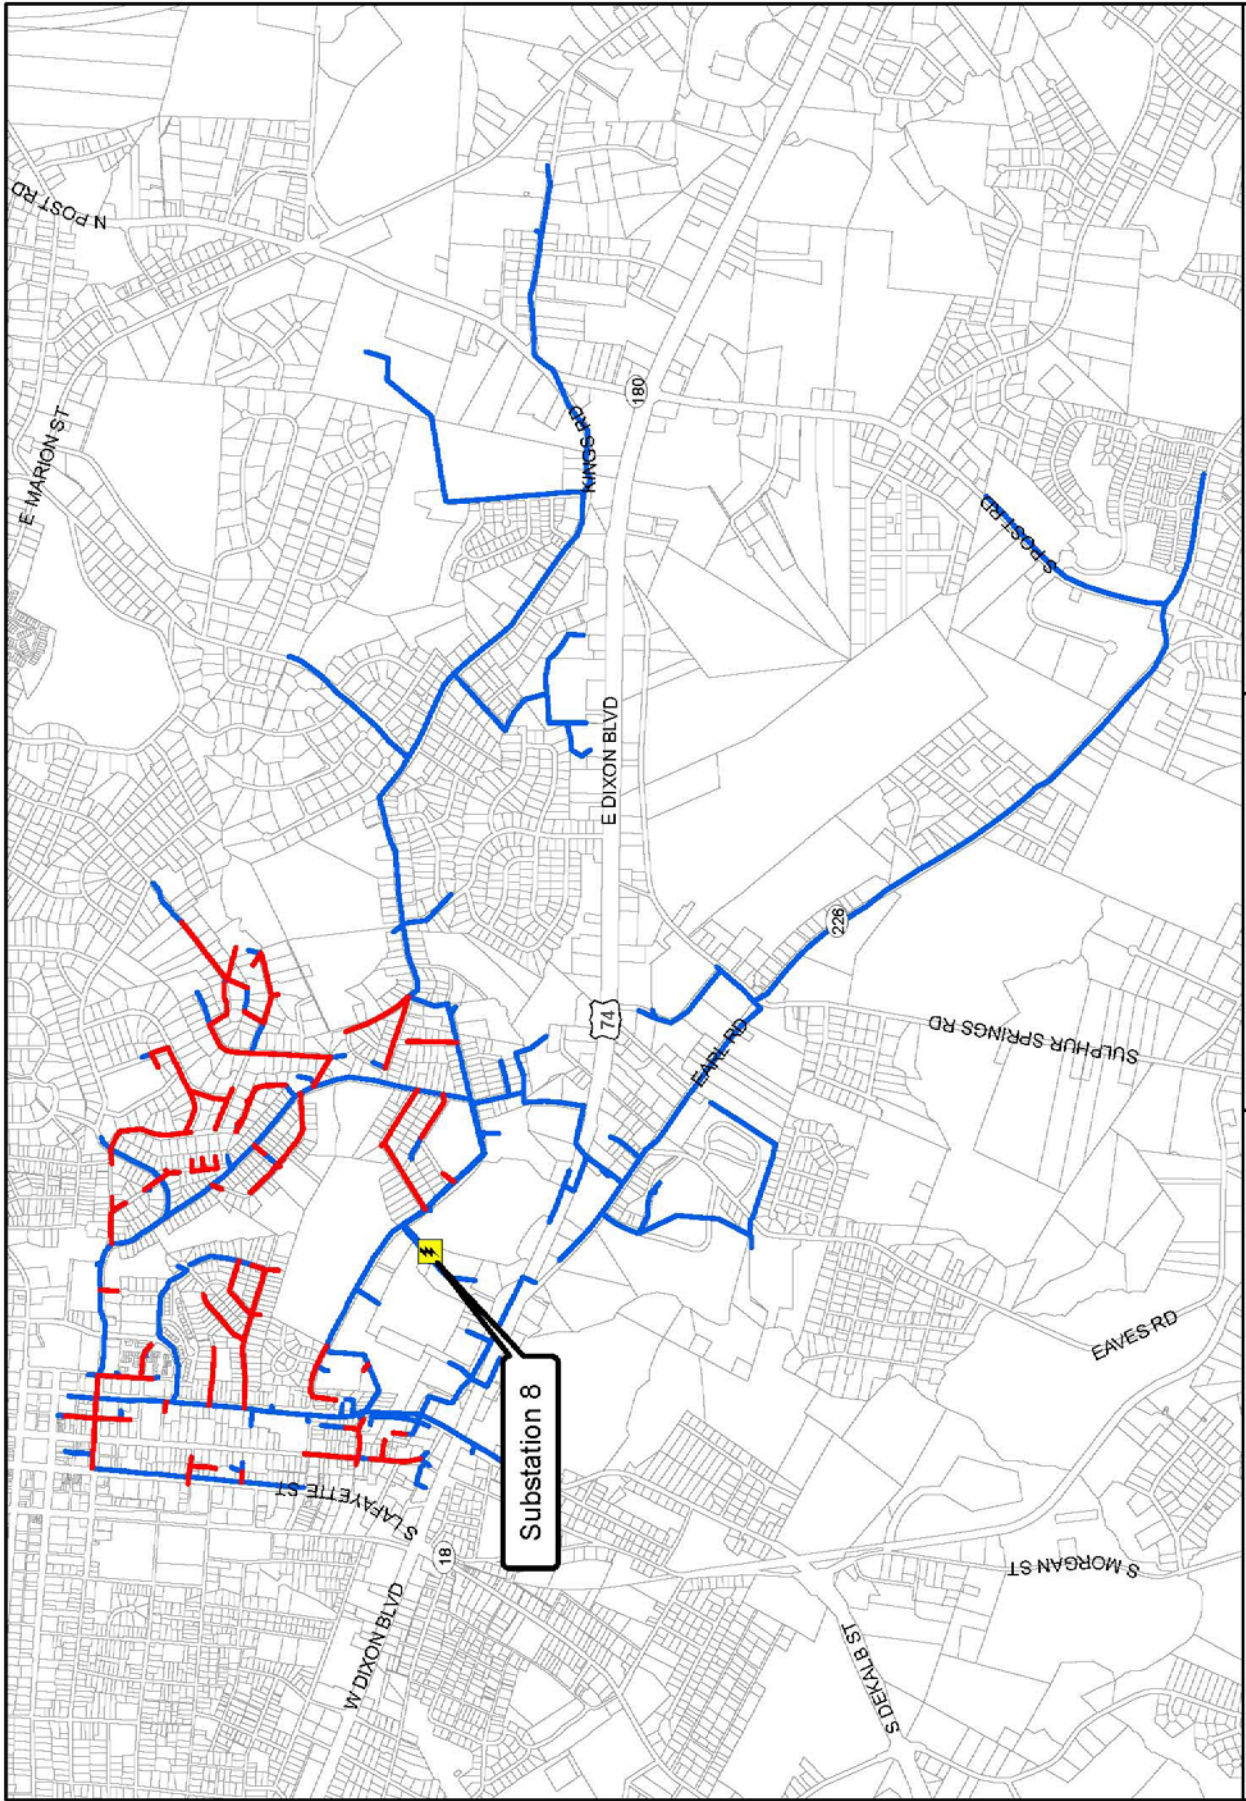 N POST RD
E MARION ST
KINGS RD
180
S POST RD
E DIXON BLVD
226
74
EARL RD
SULPHUR SPRINGS RD
EAVES RD
Substation 8
S LAFAYETTE ST
18
W DIXON BLVD
S MORGAN ST
S DEKALB ST